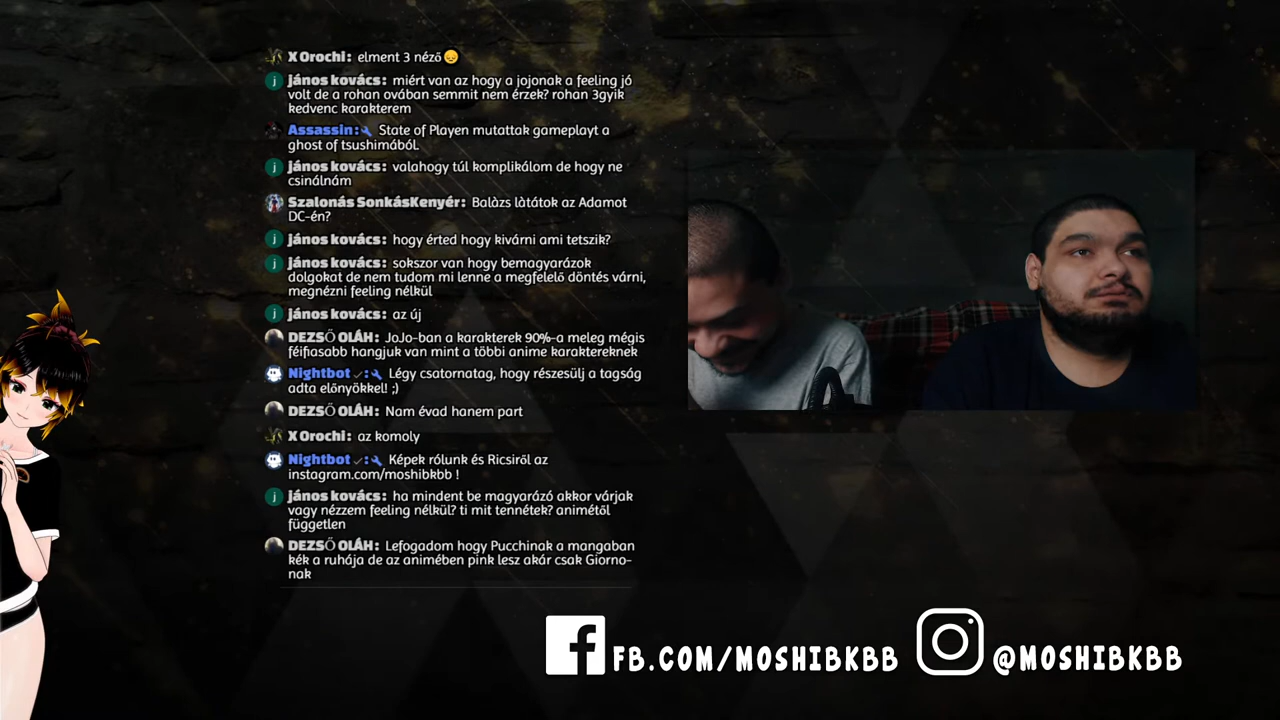 X Orochi: elment 3 néző😞
j jános kovács: miért van az hogy a jojonak a feeling jó
volt de a rohan ovában semmit nem érzek? rohan 3gyik
kedvenc karakterem
Assassin: State of Playen mutattak gameplayt a
ghost of tsushimából.
j jános kovács: valahogy túl komplikálom de hogy ne
csinálnám
Szalonás SonkásKenyér: Balàzs làtátok az Adamot
DC-én?
j jános kovács: hogy érted hogy kivárni ami tetszik?
j jános kovács: sokszor van hogy bemagyarázok
dolgokat de nem tudom mi lenne a megfelelő döntés várni,
megnézni feeling nélkül
j jános kovács: az új
DEZSŐ OLÁH: JoJo-ban a karakterek 90%-a meleg mégis
féifiasabb hangjuk van mint a többi anime karaktereknek
Nightbot ✓: Légy csatornatag, hogy részesülj a tagság
adta előnyökkel! ;)
DEZSŐ OLÁH: Nam évad hanem part
X Orochi: az komoly
Nightbot ✓: Képek rólunk és Ricsiről az
instagram.com/moshibkbb !
j jános kovács: ha mindent be magyarázó akkor várjak
vagy nézzem feeling nélkül? ti mit tennétek? animétől
független
DEZSŐ OLÁH: Lefogadom hogy Pucchinak a mangaban
kék a ruhája de az animében pink lesz akár csak Giorno-
nak
FB.COM/MOSHIBKBB @MOSHIBKBB